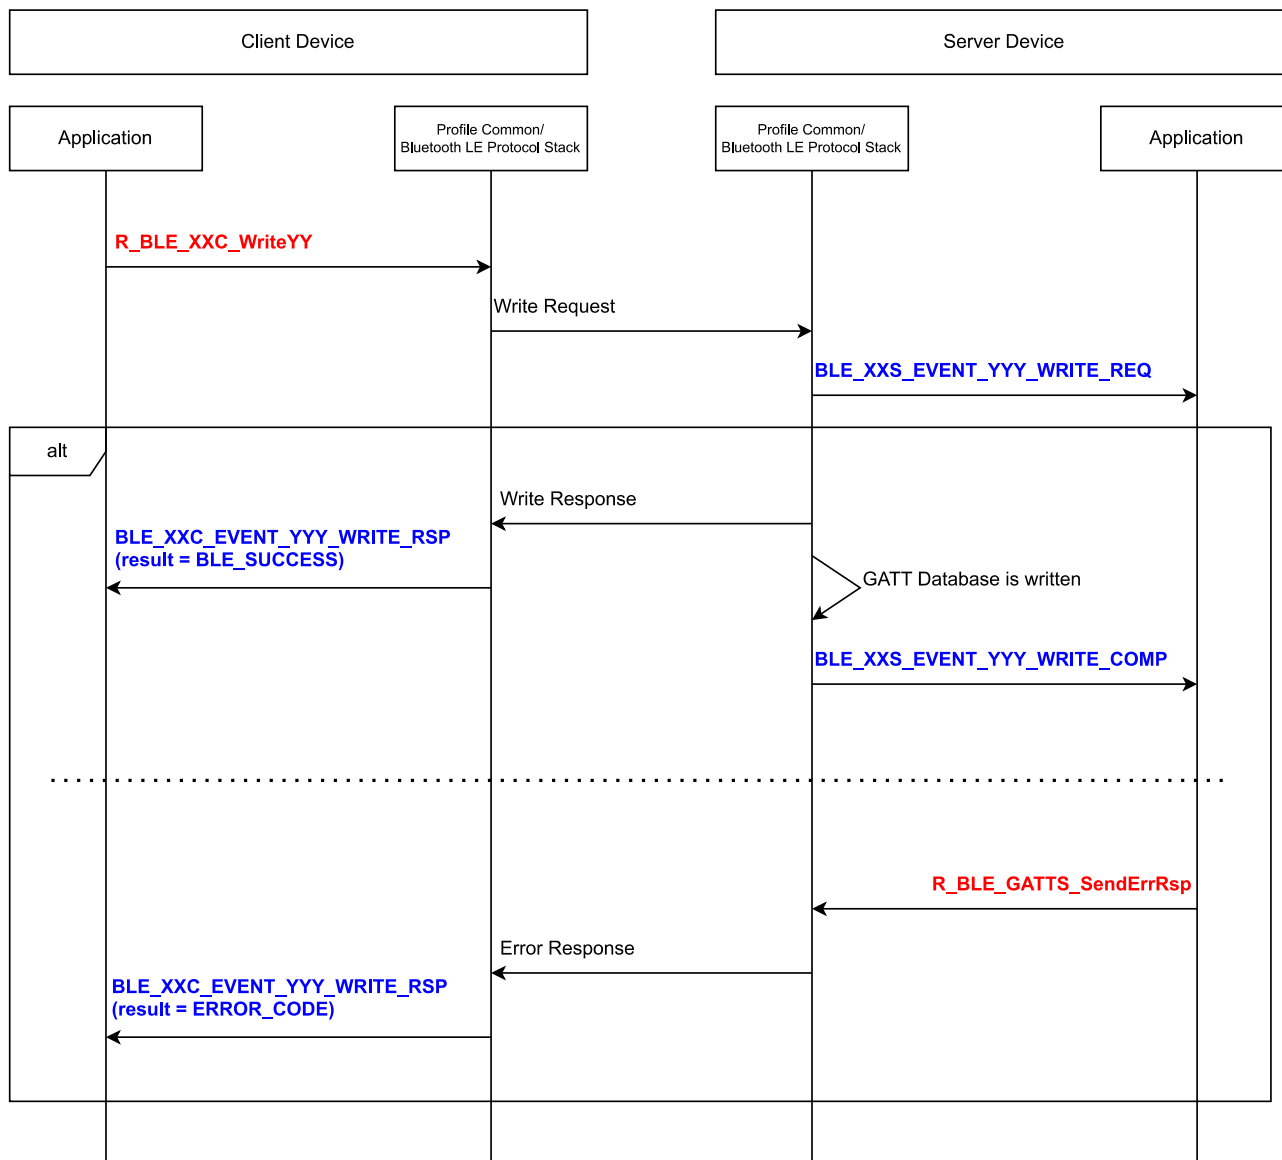 Client Device
Server Device
Application
Profile Common/
Bluetooth LE Protocol Stack
Profile Common/
Bluetooth LE Protocol Stack
Application
R_BLE_XXC_WriteYY
Write Request
BLE_XXS_EVENT_YYY_WRITE_REQ
alt
Write Response
BLE_XXC_EVENT_YYY_WRITE_RSP
(result = BLE_SUCCESS)
GATT Database is written
BLE_XXS_EVENT_YYY_WRITE_COMP
R_BLE_GATTS_SendErrRsp
Error Response
BLE_XXC_EVENT_YYY_WRITE_RSP
(result = ERROR_CODE)